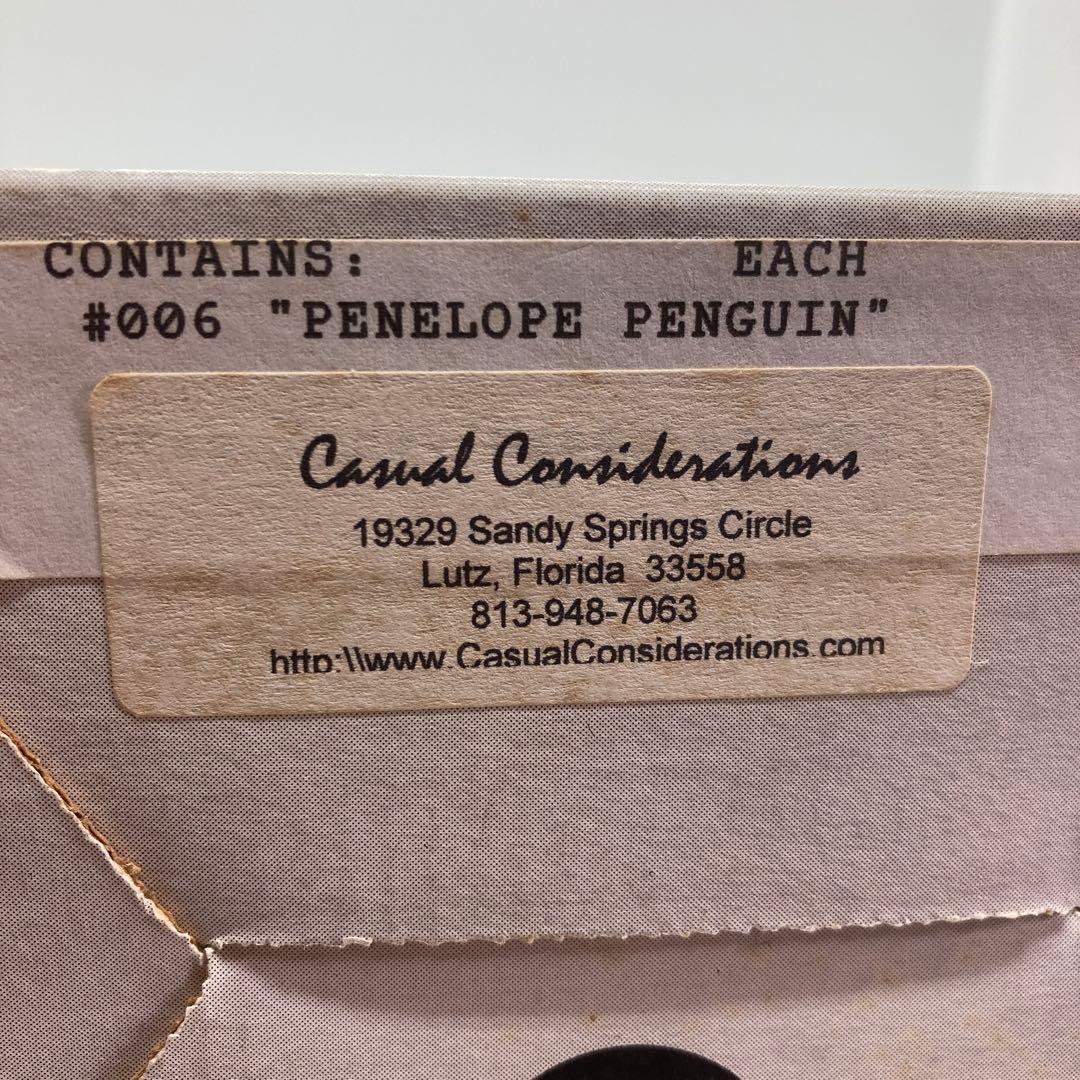 CONTAINS: EACH
#006 "PENELOPE PENGUIN"
Casual Considerations
19329 Sandy Springs Circle
Lutz, Florida 33558
813-948-7063
http:\\www.CasualConsiderations.com